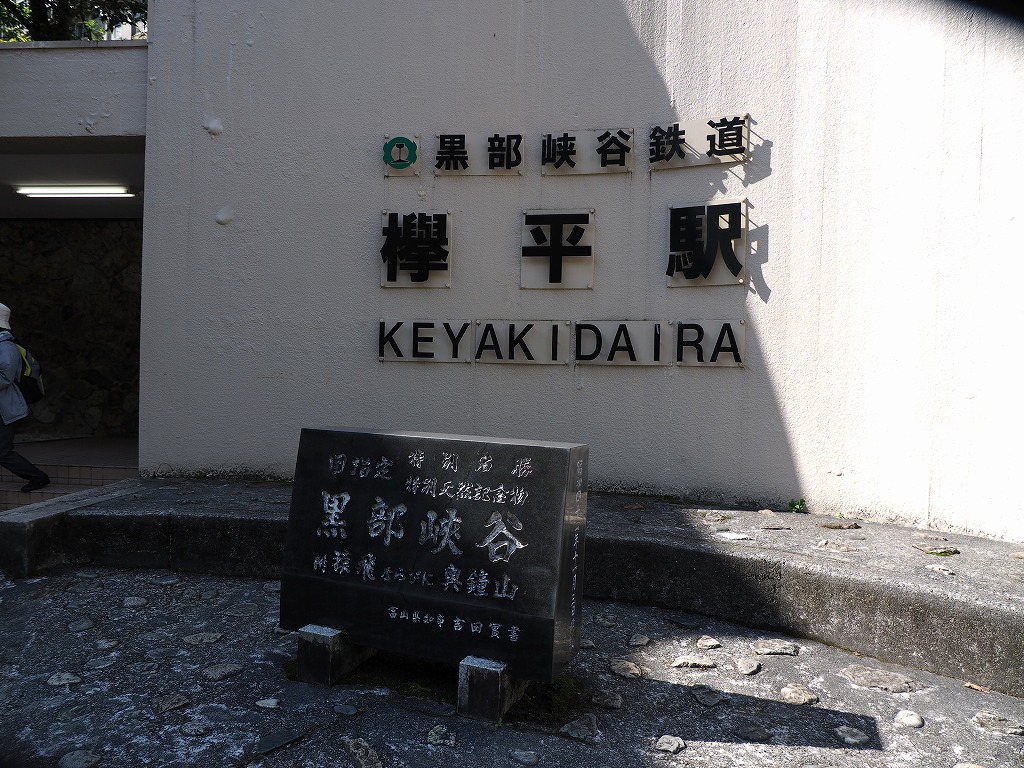 黒部峡谷鉄道
欅平駅
KEYAKIDAIRA
国指定 特別名勝
特別天然記念物
黒部峡谷
附猿飛ならびに奥鐘山
富山県知事 吉田實書